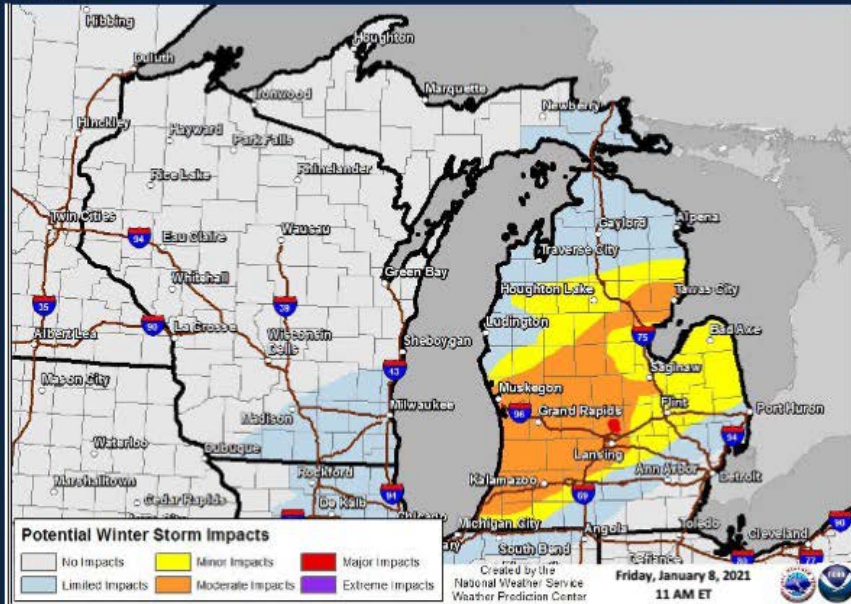 Hibbing
Houghton
Duluth
Ironwood
Marquette
Newberry
Hinckley
Hayward
Park Falls
Rice Lake
Rhinelander
Twin Cities
94
Eau Claire
Wausau
Gaylord
Alpena
Traverse City
Whitehall
Green Bay
35
39
Houghton Lake
Tawas City
90
Albert Lea
La Crosse
Wisconsin
Dells
Ludington
75
Bad Axe
Sheboygan
43
Saginaw
Mason City
Muskegon
96
Grand Rapids
Flint
Port Huron
Madison
Milwaukee
Lansing
94
Waterloo
Dubuque
Rockford
Kalamazoo
Ann Arbor
Detroit
Marshalltown
Cedar Rapids
De Kalb
94
69
Chicago
Michigan City
Angola
Toledo
Cleveland
90
South Bend
Defiance
80
77
Potential Winter Storm Impacts
No Impacts
Minor Impacts
Major Impacts
Limited Impacts
Moderate Impacts
Extreme Impacts
Created by the
National Weather Service
Weather Prediction Center
Friday, January 8, 2021
11 AM ET